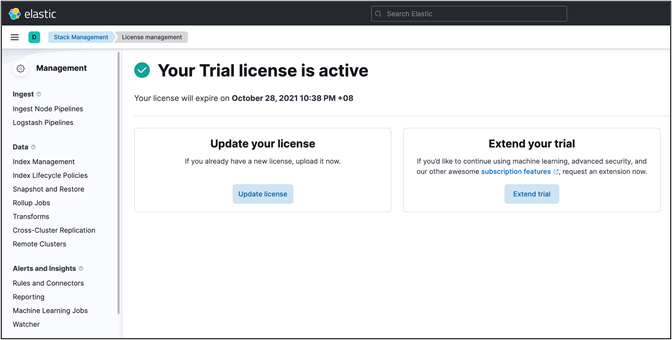 elastic
Search Elastic
D
Stack Management
License management
Management
Ingest
Ingest Node Pipelines
Logstash Pipelines
Data
Index Management
Index Lifecycle Policies
Snapshot and Restore
Rollup Jobs
Transforms
Cross-Cluster Replication
Remote Clusters
Alerts and Insights
Rules and Connectors
Reporting
Machine Learning Jobs
Watcher
Your Trial license is active
Your license will expire on October 28, 2021 10:38 PM +08
Update your license
If you already have a new license, upload it now.
Update license
Extend your trial
If you'd like to continue using machine learning, advanced security, and
our other awesome subscription features, request an extension now.
Extend trial